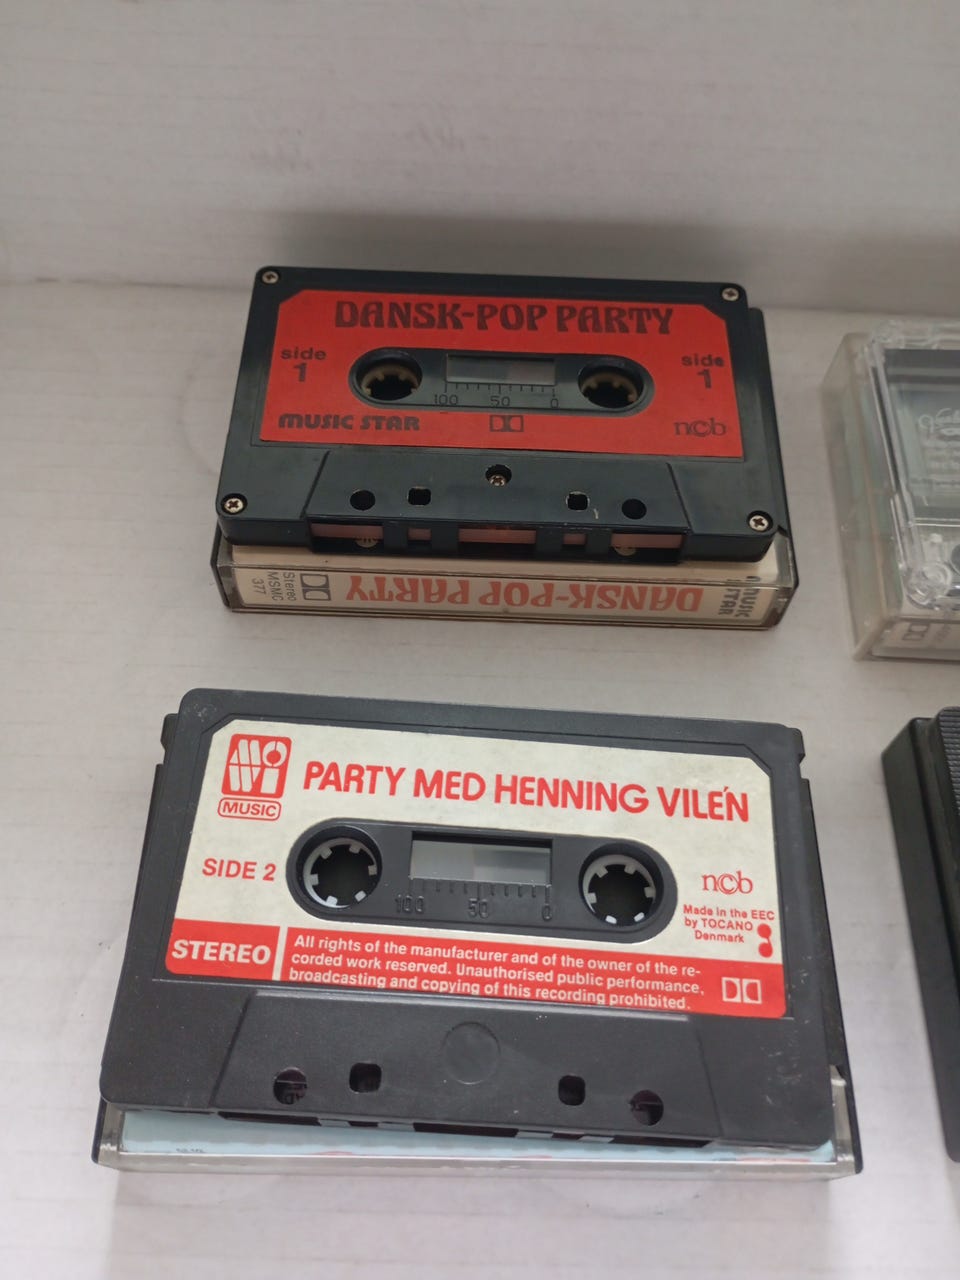 DANSK-POP PARTY
side
1
side
1
100 50 0
MUSIC STAR
ncb
Stereo
MSMC
377
DANSK-POP PARTY
MUSIC
STAR
MOWI
MUSIC
PARTY MED HENNING VILÉN
SIDE 2
100 50 0
ncb
Made in the EEC
by TOCANO
Denmark
STEREO
All rights of the manufacturer and of the owner of the re-
corded work reserved. Unauthorised public performance,
broadcasting and copying of this recording prohibited.